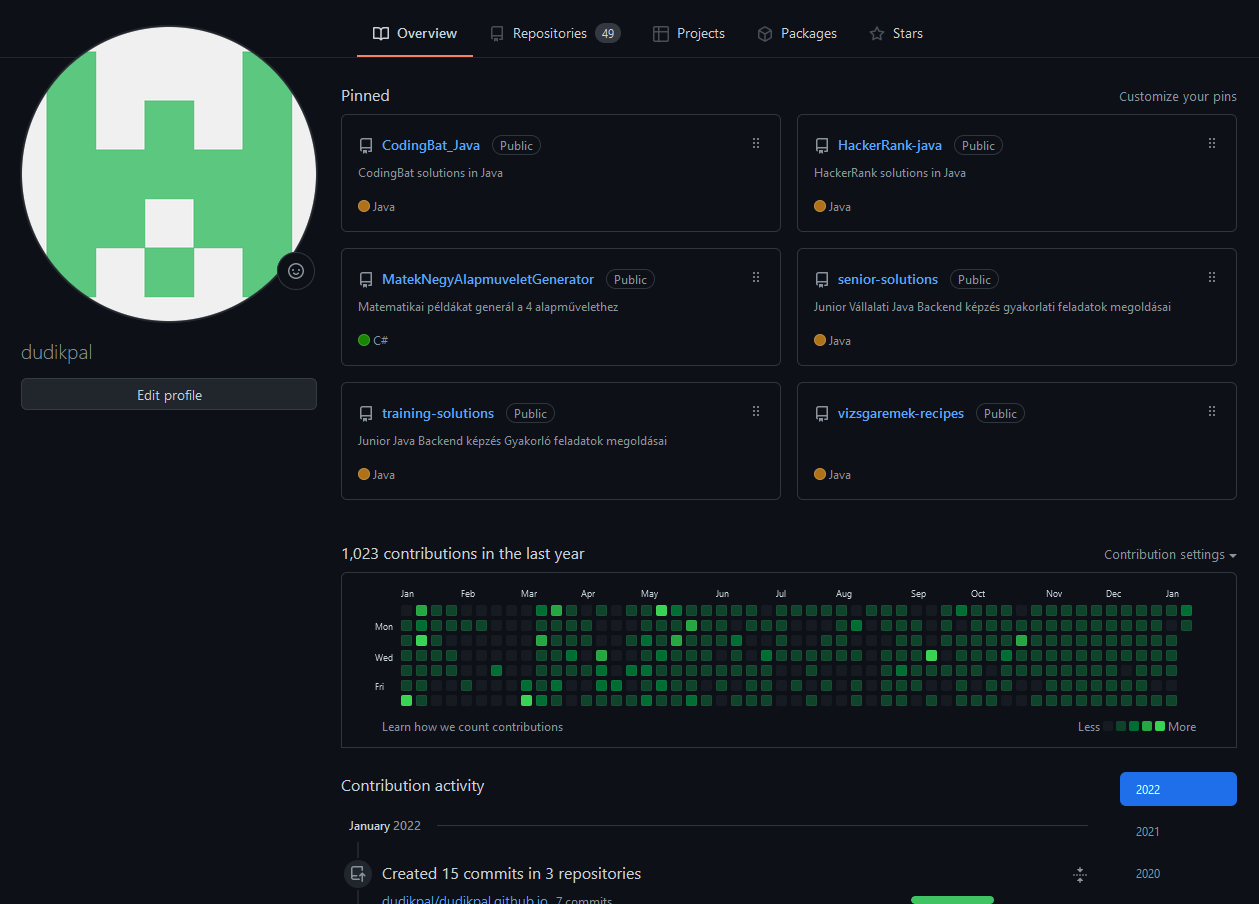 Overview Repositories 49 Projects Packages Stars
Pinned
Customize your pins
CodingBat_Java Public
CodingBat solutions in Java
Java
HackerRank-java Public
HackerRank solutions in Java
Java
MatekNegyAlapmuveletGenerator Public
Matematikai példákat generál a 4 alapművelethez
C#
senior-solutions Public
Junior Vállalati Java Backend képzés gyakorlati feladatok megoldásai
Java
training-solutions Public
Junior Java Backend képzés Gyakorló feladatok megoldásai
Java
vizsgaremek-recipes Public
Java
dudikpal
Edit profile
1,023 contributions in the last year
Contribution settings
Jan Feb Mar Apr May Jun Jul Aug Sep Oct Nov Dec Jan
Mon
Wed
Fri
Learn how we count contributions
Less More
Contribution activity
2022
2021
2020
January 2022
Created 15 commits in 3 repositories
dudikpal/dudikpal.github.io 7 commits